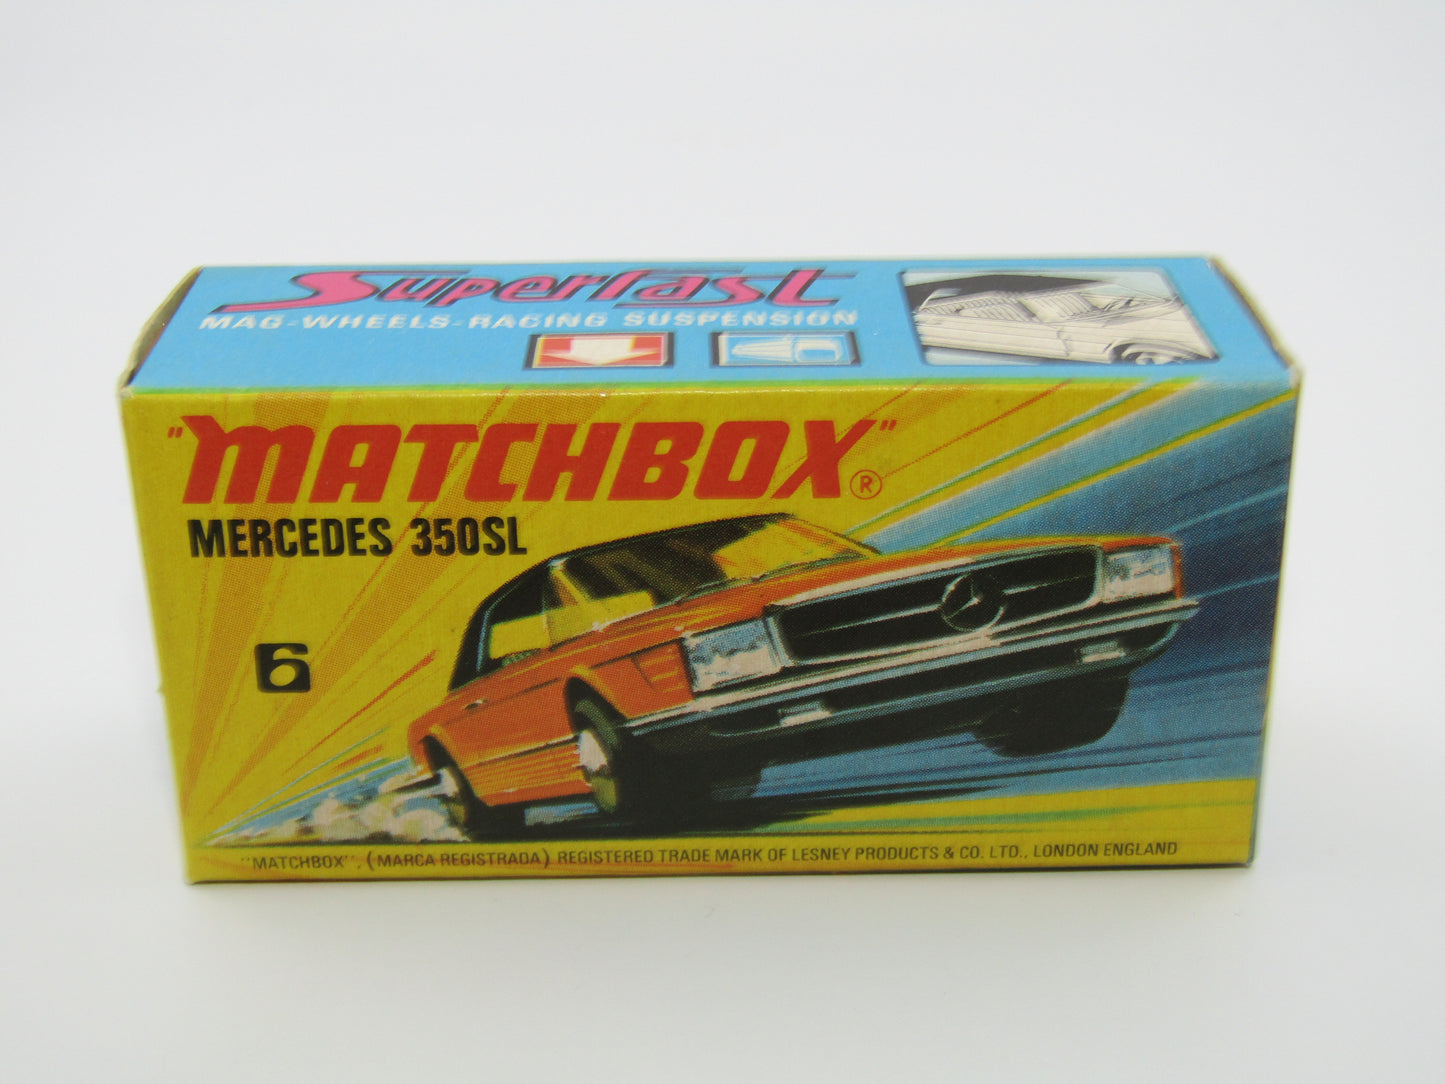 Superfast
MAG-WHEELS-RACING SUSPENSION
"MATCHBOX"®
MERCEDES 350SL
6
"MATCHBOX", (MARCA REGISTRADA) REGISTERED TRADE MARK OF LESNEY PRODUCTS & CO. LTD., LONDON ENGLAND